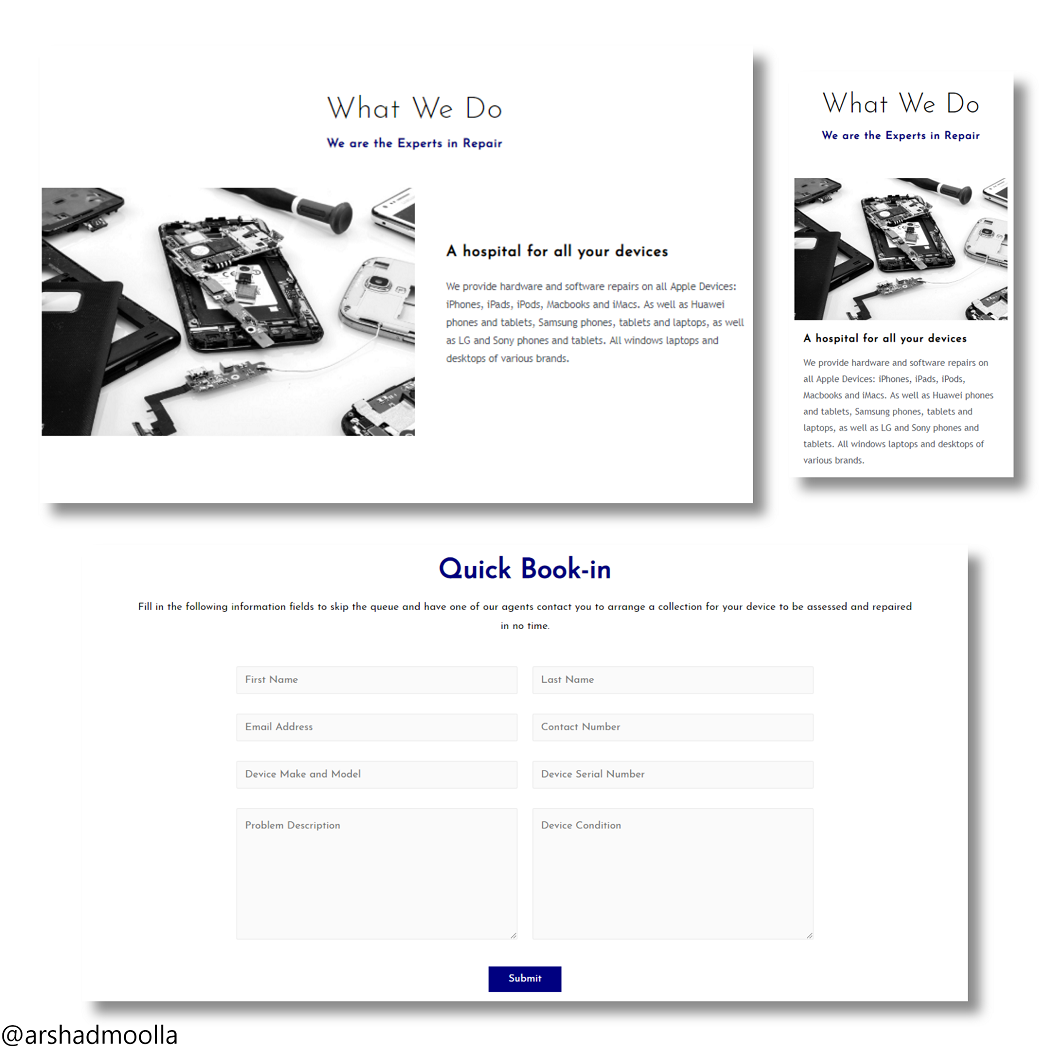 What We Do
We are the Experts in Repair
A hospital for all your devices
We provide hardware and software repairs on all Apple Devices:
iPhones, iPads, iPods, Macbooks and iMacs. As well as Huawei
phones and tablets, Samsung phones, tablets and laptops, as well
as LG and Sony phones and tablets. All windows laptops and
desktops of various brands.
What We Do
We are the Experts in Repair
A hospital for all your devices
We provide hardware and software repairs on
all Apple Devices: iPhones, iPads, iPods,
Macbooks and iMacs. As well as Huawei phones
and tablets, Samsung phones, tablets and
laptops, as well as LG and Sony phones and
tablets. All windows laptops and desktops of
various brands.
Quick Book-in
Fill in the following information fields to skip the queue and have one of our agents contact you to arrange a collection for your device to be assessed and repaired
in no time.
First Name
Last Name
Email Address
Contact Number
Device Make and Model
Device Serial Number
Problem Description
Device Condition
Submit
@arshadmoolla